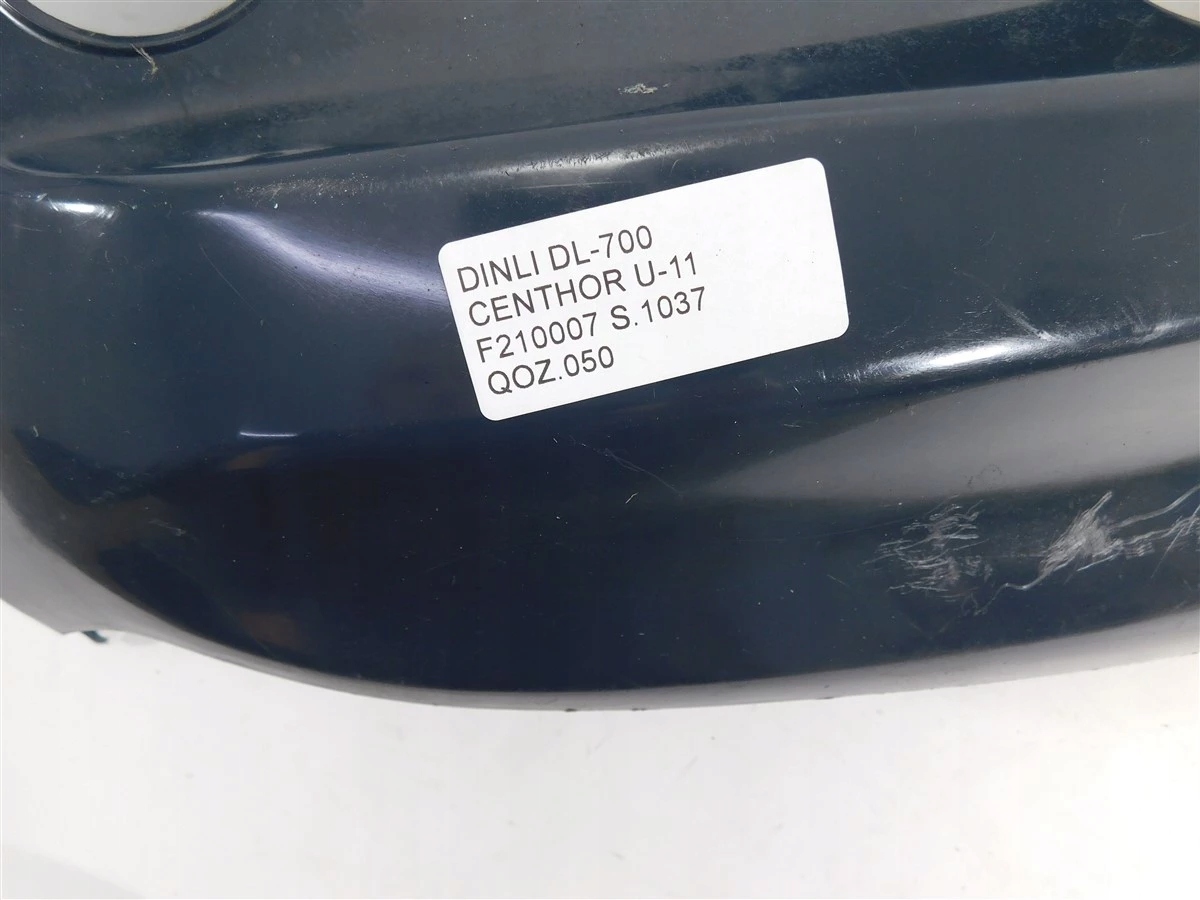 DINLI DL-700
CENTHOR U-11
F210007 S.1037
QOZ.050